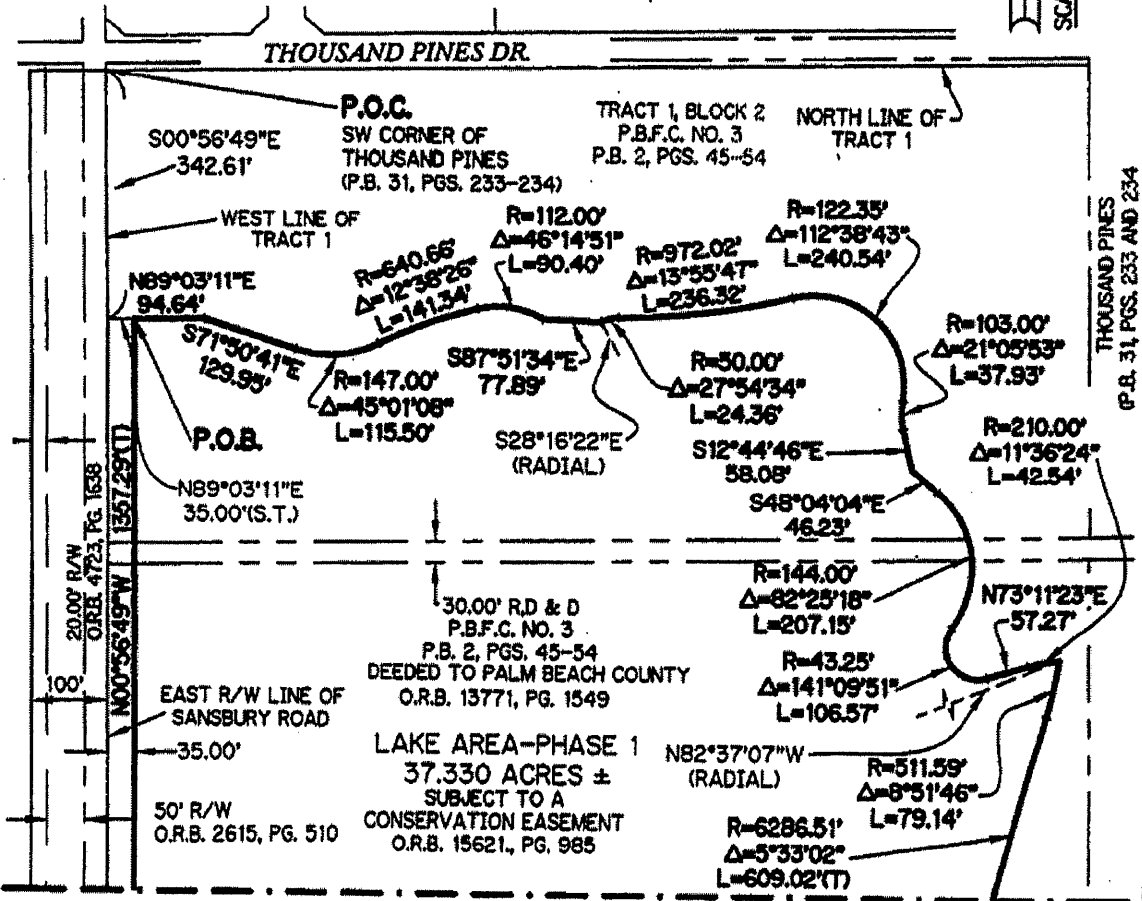 SCA
THOUSAND PINES DR.
P.O.C.
SW CORNER OF
THOUSAND PINES
(P.B. 31, PGS. 233-234)
TRACT 1, BLOCK 2
P.B.F.C. NO. 3
P.B. 2, PGS. 45-54
NORTH LINE OF
TRACT 1
S00°56'49"E
342.61'
WEST LINE OF
TRACT 1
THOUSAND PINES
(P.B. 31, PGS. 233 AND 234
N89°03'11"E
94.64'
S71°50'41"E
129.95'
R=640.66'
Δ=12°38'26"
L=141.34'
R=112.00'
Δ=46°14'51"
L=90.40'
R=972.02'
Δ=13°55'47"
L=236.32'
R=122.35'
Δ=112°38'43"
L=240.54'
R=103.00'
Δ=21°05'53"
L=37.93'
R=147.00'
Δ=45°01'08"
L=115.50'
S87°51'34"E
77.89'
R=50.00'
Δ=27°54'34"
L=24.36'
P.O.B.
S28°16'22"E
(RADIAL)
S12°44'46"E
58.08'
R=210.00'
Δ=11°36'24"
L=42.54'
N89°03'11"E
35.00'(S.T.)
S48°04'04"E
46.23'
20.00' R/W
O.R.B. 4723, PG. 1638
N00°56'49"W 1357.29'(T)
30.00' R,D & D
P.B.F.C. NO. 3
P.B. 2, PGS. 45-54
DEEDED TO PALM BEACH COUNTY
O.R.B. 13771, PG. 1549
R=144.00'
Δ=82°25'18"
L=207.15'
N73°11'23"E
57.27'
R=43.25'
Δ=141°09'51"
L=106.57'
100'
EAST R/W LINE OF
SANSBURY ROAD
35.00'
LAKE AREA-PHASE 1
37.330 ACRES ±
SUBJECT TO A
CONSERVATION EASEMENT
O.R.B. 15621., PG. 985
N82°37'07"W
(RADIAL)
R=511.59'
Δ=8°51'46"
L=79.14'
50' R/W
O.R.B. 2615, PG. 510
R=6286.51'
Δ=5°33'02"
L=609.02'(T)